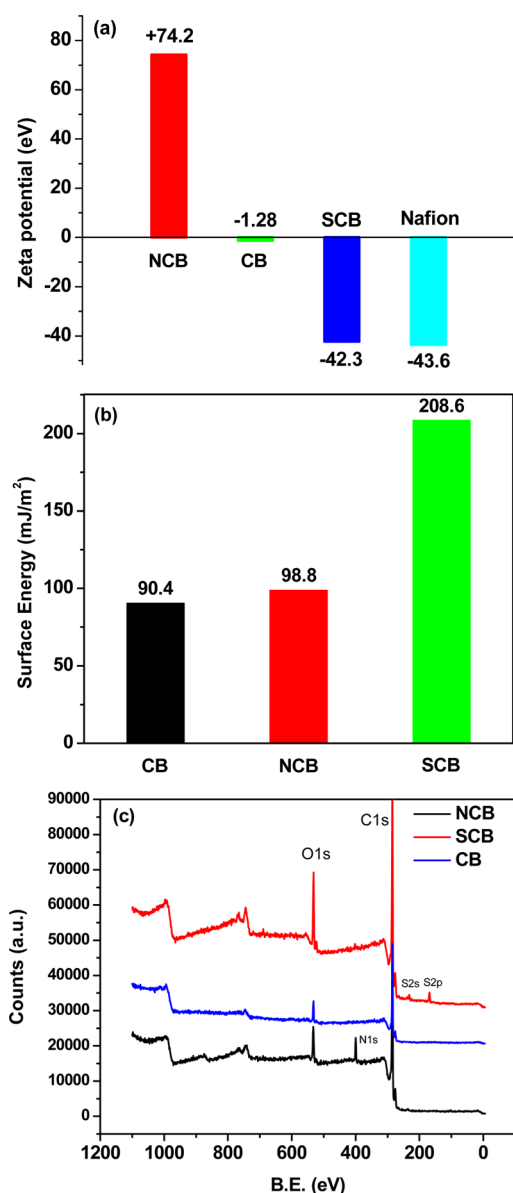 (a)
+74.2
80
60
40
20
0
-20
-40
Zeta potential (eV)
-1.28
SCB
Nafion
NCB
CB
-42.3
-43.6
(b)
208.6
200
150
100
50
0
Surface Energy (mJ/m²)
90.4
98.8
CB
NCB
SCB
(c)
90000
80000
70000
60000
50000
40000
30000
20000
10000
0
Counts (a.u.)
C1s
NCB
SCB
CB
O1s
S2s
S2p
N1s
1200
1000
800
600
400
200
0
B.E. (eV)